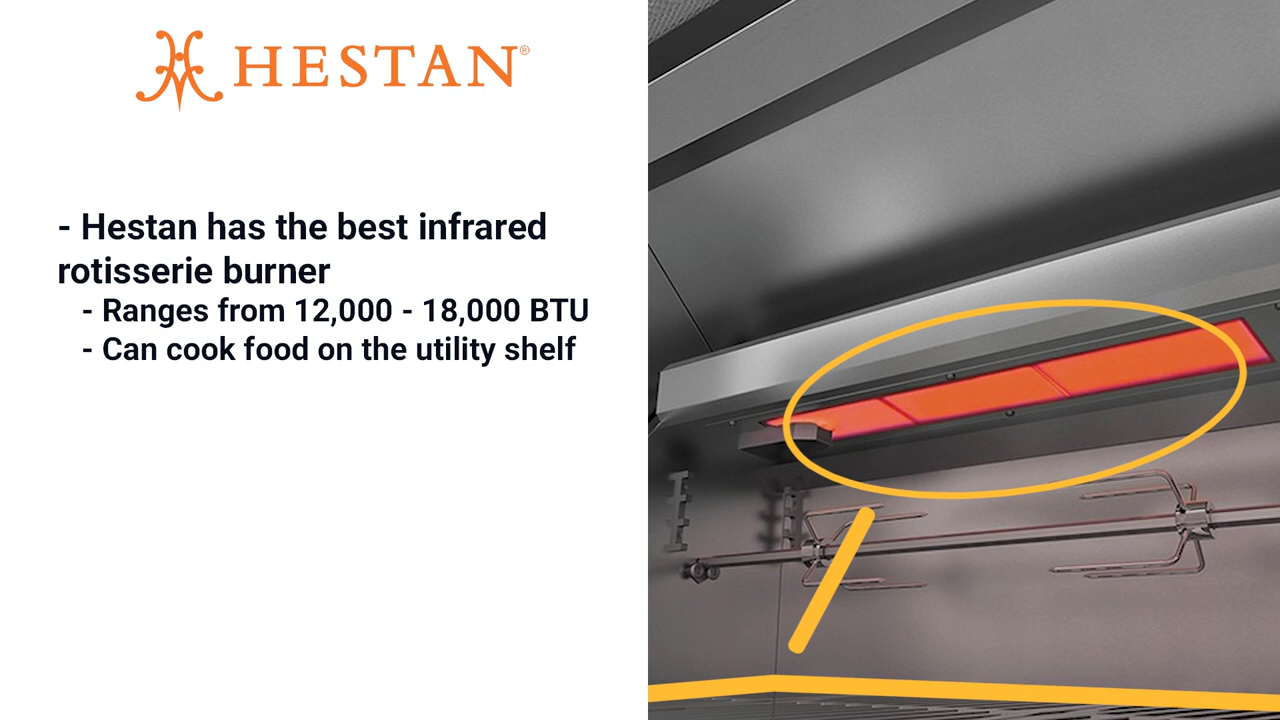 HESTAN®
- Hestan has the best infrared
rotisserie burner
- Ranges from 12,000 - 18,000 BTU
- Can cook food on the utility shelf